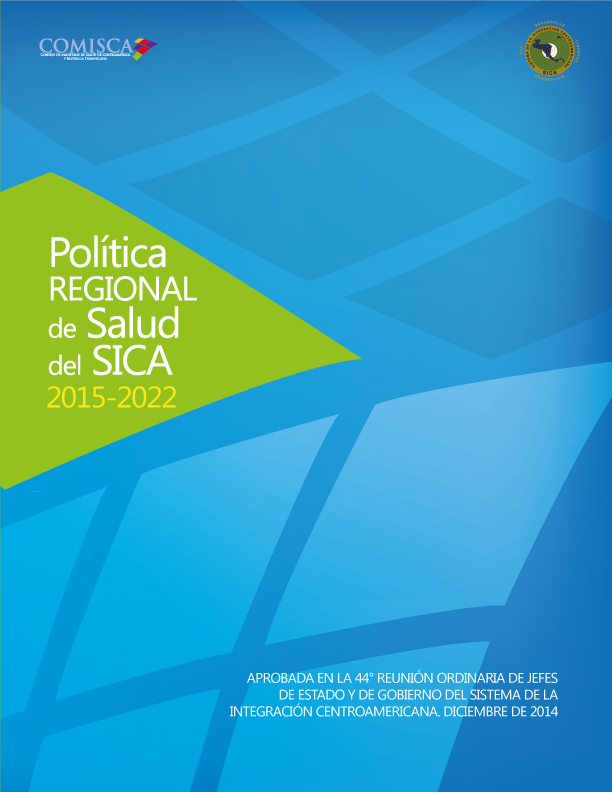 COMISCA
CONSEJO DE MINISTROS DE SALUD DE CENTROAMÉRICA
Y REPÚBLICA DOMINICANA
SICA
Política
REGIONAL
de Salud
del SICA
2015-2022
APROBADA EN LA 44° REUNIÓN ORDINARIA DE JEFES
DE ESTADO Y DE GOBIERNO DEL SISTEMA DE LA
INTEGRACIÓN CENTROAMERICANA. DICIEMBRE DE 2014